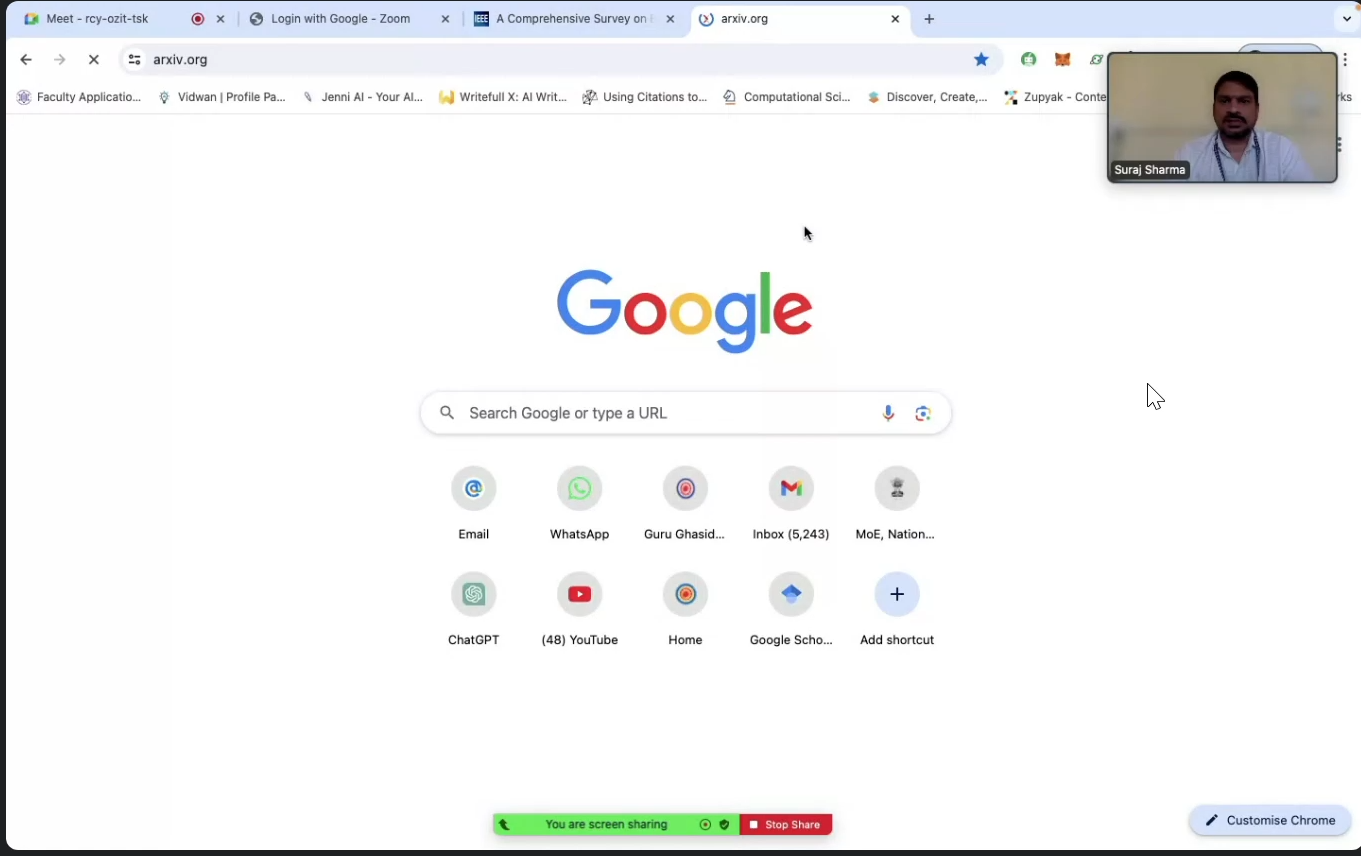 Meet - rcy-ozit-tsk
Login with Google - Zoom
IEEE A Comprehensive Survey on
arxiv.org
arxiv.org
Faculty Applicatio...
Vidwan | Profile Pa...
Jenni AI - Your AI...
Writefull X: AI Writ...
Using Citations to...
Computational Sci...
Discover, Create,...
Zupyak - Conte
rks
Suraj Sharma
Google
Search Google or type a URL
Email
WhatsApp
Guru Ghasid...
Inbox (5,243)
MoE, Nation...
ChatGPT
(48) YouTube
Home
Google Scho...
Add shortcut
You are screen sharing
Stop Share
Customise Chrome